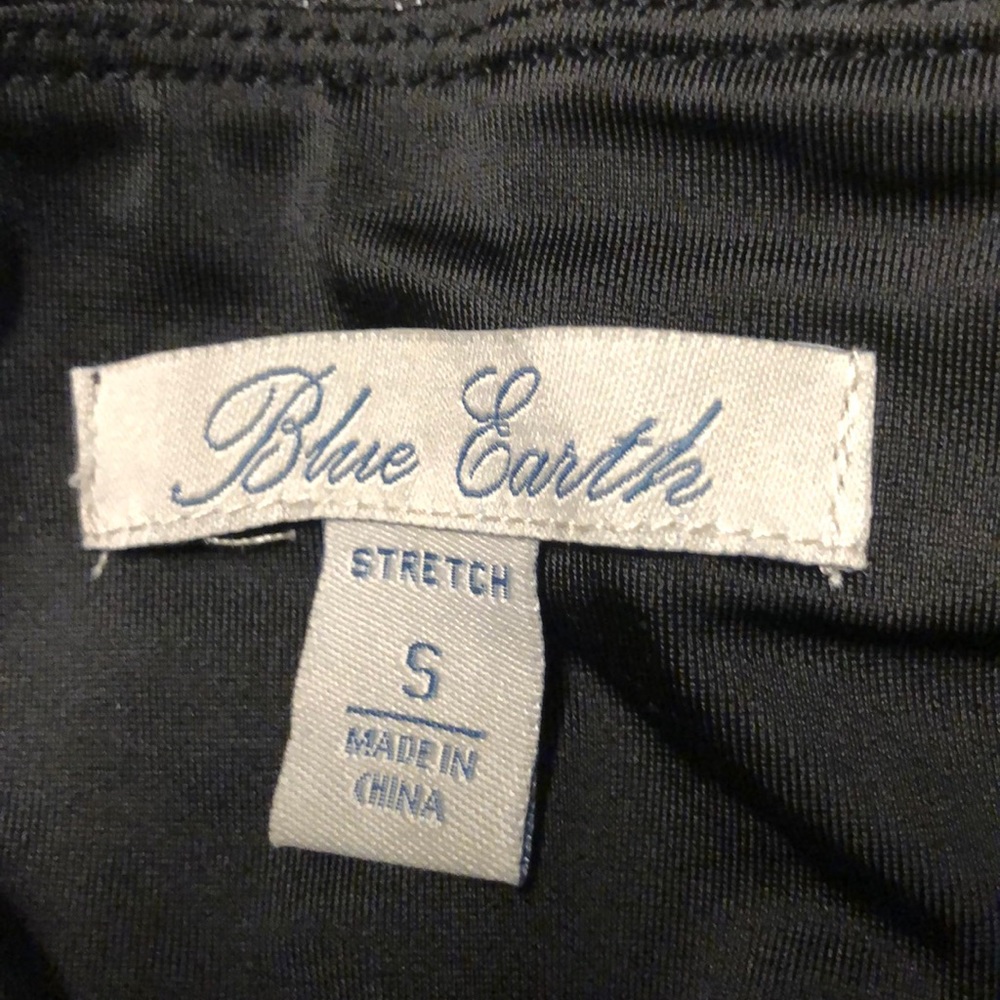 Blue Earth
STRETCH
S
MADE IN
CHINA